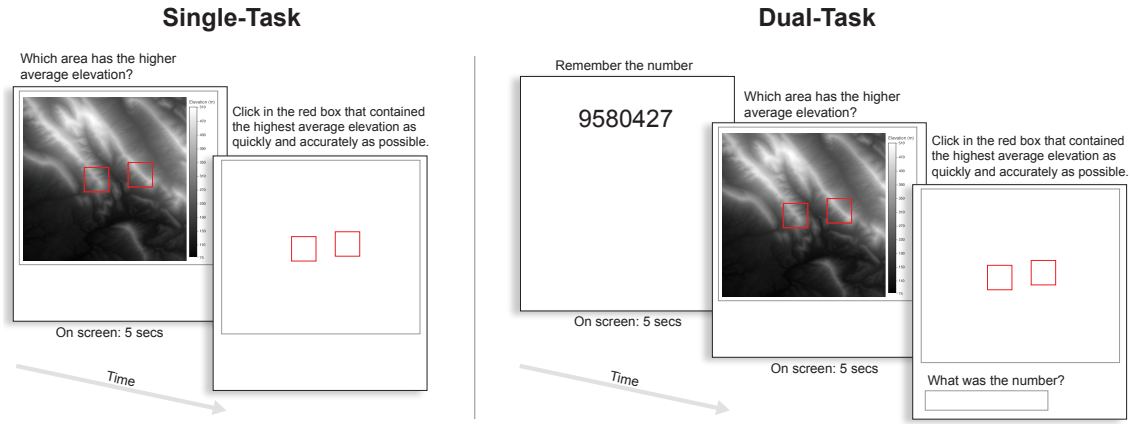 Single-Task
Which area has the higher
average elevation?
Elevation (m)
Click in the red box that contained
the highest average elevation as
quickly and accurately as possible.
On screen: 5 secs
Time
Dual-Task
Remember the number
9580427
On screen: 5 secs
Which area has the higher
average elevation?
Elevation (m)
On screen: 5 secs
Click in the red box that contained
the highest average elevation as
quickly and accurately as possible.
What was the number?
Time